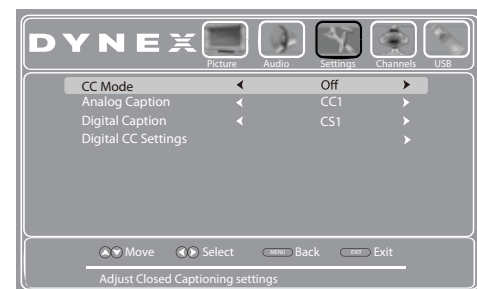 DYNEX
Picture Audio Settings Channels USB
CC Mode Off
Analog Caption CC1
Digital Caption CS1
Digital CC Settings
Move Select MENU Back EXIT Exit
Adjust Closed Captioning settings